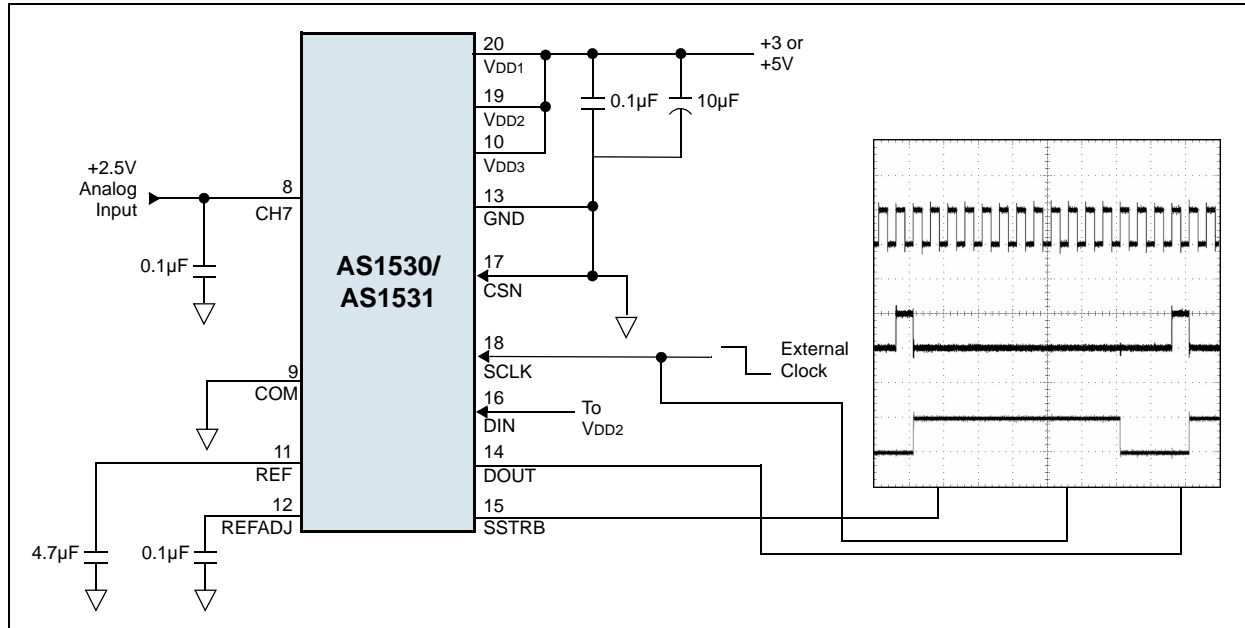 20
VDD1
+3 or
+5V
19
VDD2
0.1µF
10µF
10
VDD3
+2.5V
Analog
Input
8
CH7
13
GND
0.1µF
AS1530/
AS1531
17
CSN
18
SCLK
External
Clock
9
COM
16
DIN
To
VDD2
11
REF
14
DOUT
12
REFADJ
15
SSTRB
4.7µF
0.1µF